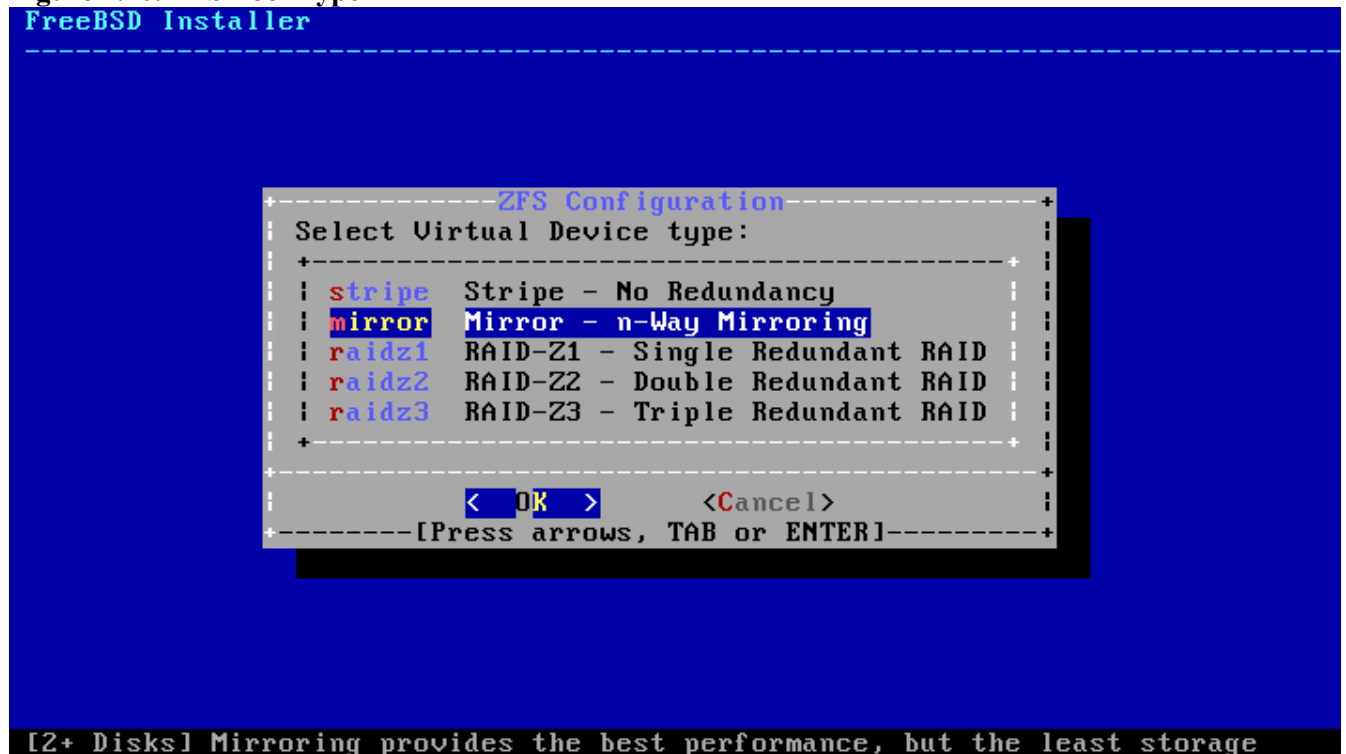 FreeBSD Installer
ZFS Configuration
Select Virtual Device type:
stripe Stripe - No Redundancy
mirror Mirror - n-Way Mirroring
raidz1 RAID-Z1 - Single Redundant RAID
raidz2 RAID-Z2 - Double Redundant RAID
raidz3 RAID-Z3 - Triple Redundant RAID
< OK > <Cancel>
[Press arrows, TAB or ENTER]
[2+ Disks] Mirroring provides the best performance, but the least storage